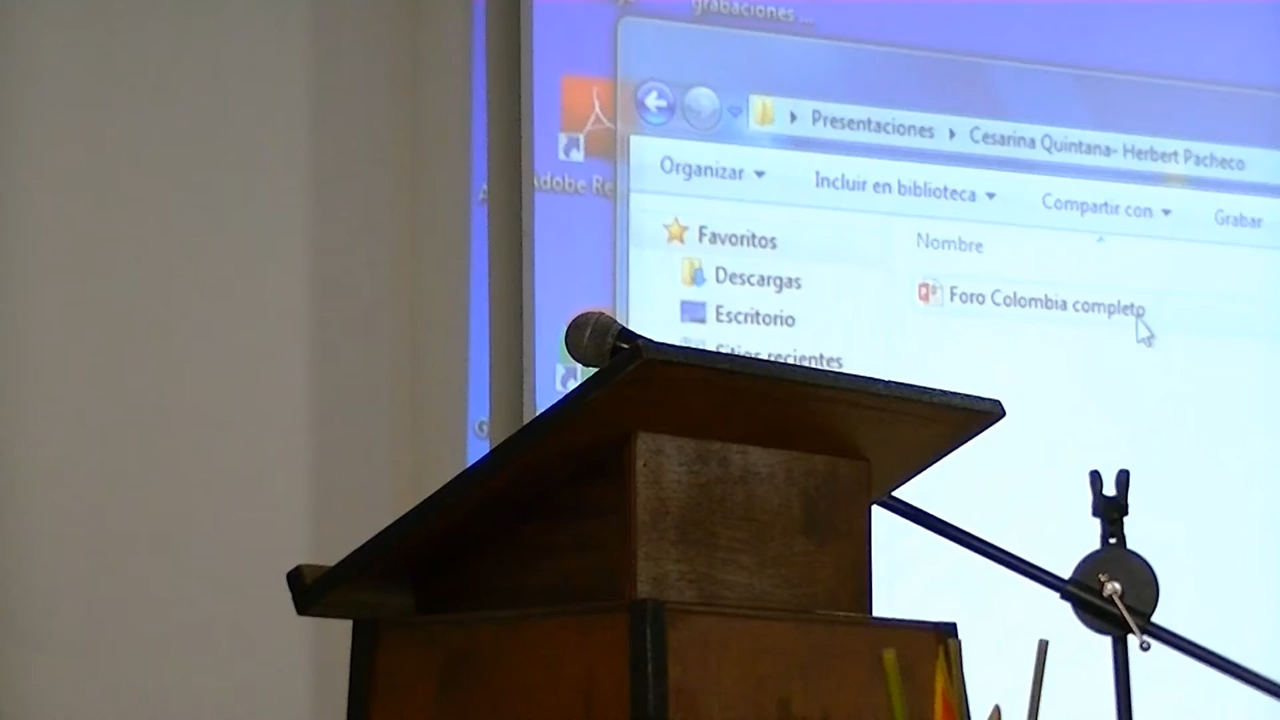 grabaciones ...
Presentaciones Cesarina Quintana- Herbert Pacheco
Organizar Incluir en biblioteca Compartir con Grabar
Adobe Re
Favoritos
Nombre
Descargas
Foro Colombia completo
Escritorio
Sitios recientes